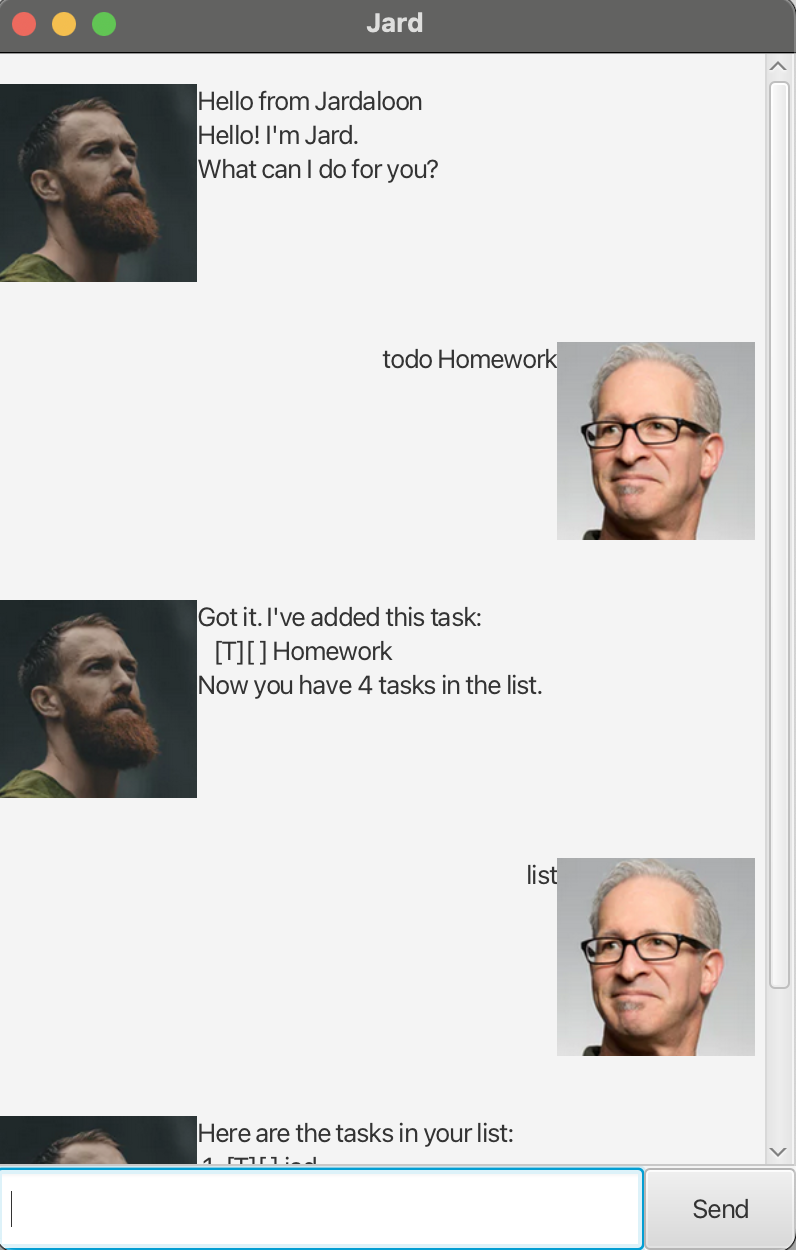 Jard
Hello from Jardaloon
Hello! I'm Jard.
What can I do for you?
todo Homework
Got it. I've added this task:
[T][ ] Homework
Now you have 4 tasks in the list.
list
Here are the tasks in your list:
1. [T][ ]
Send